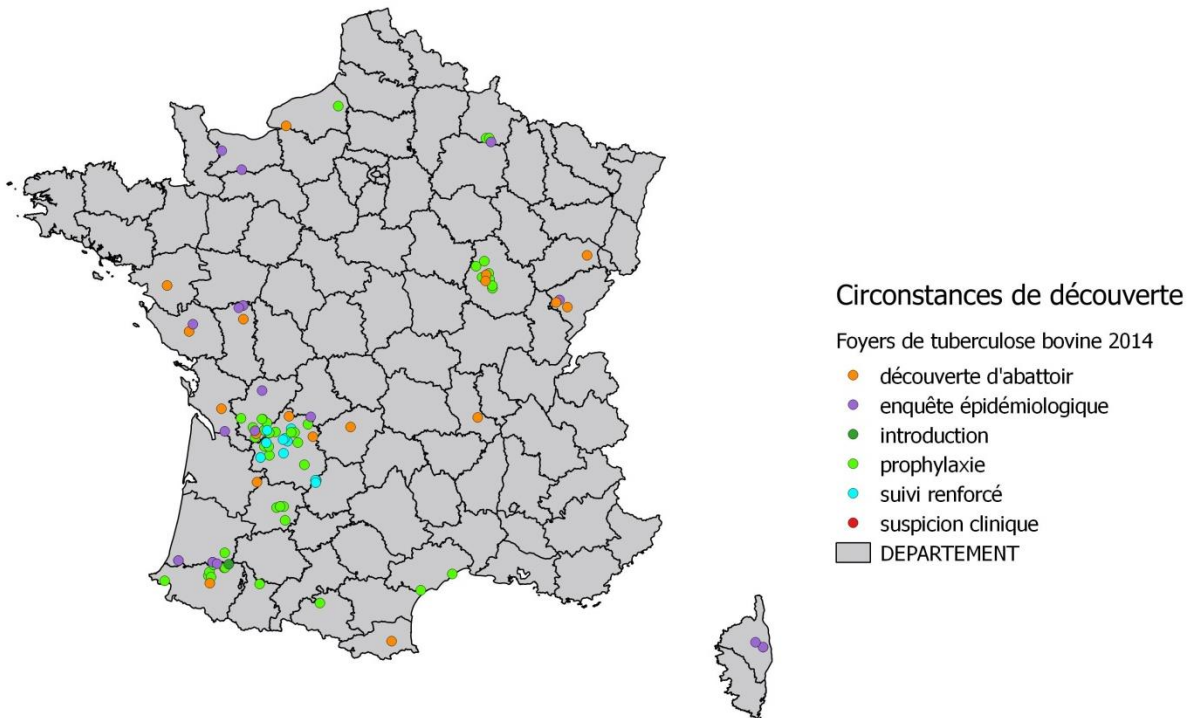 Circonstances de découverte
Foyers de tuberculose bovine 2014
découverte d'abattoir
enquête épidémiologique
introduction
prophylaxie
suivi renforcé
suspicion clinique
DEPARTEMENT